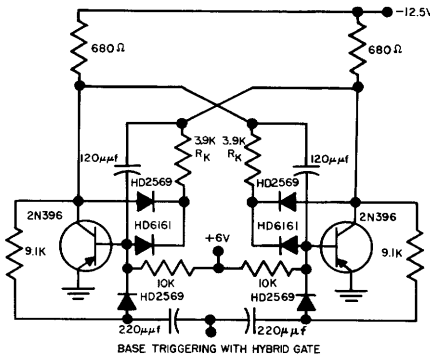 −12.5V
680Ω
680Ω
120μμf
3.9K
RK
3.9K
RK
120μμf
HD2569
HD2569
2N396
2N396
HD6161
HD6161
+6V
9.1K
9.1K
10K
10K
HD2569
HD2569
220μμf
220μμf
BASE TRIGGERING WITH HYBRID GATE